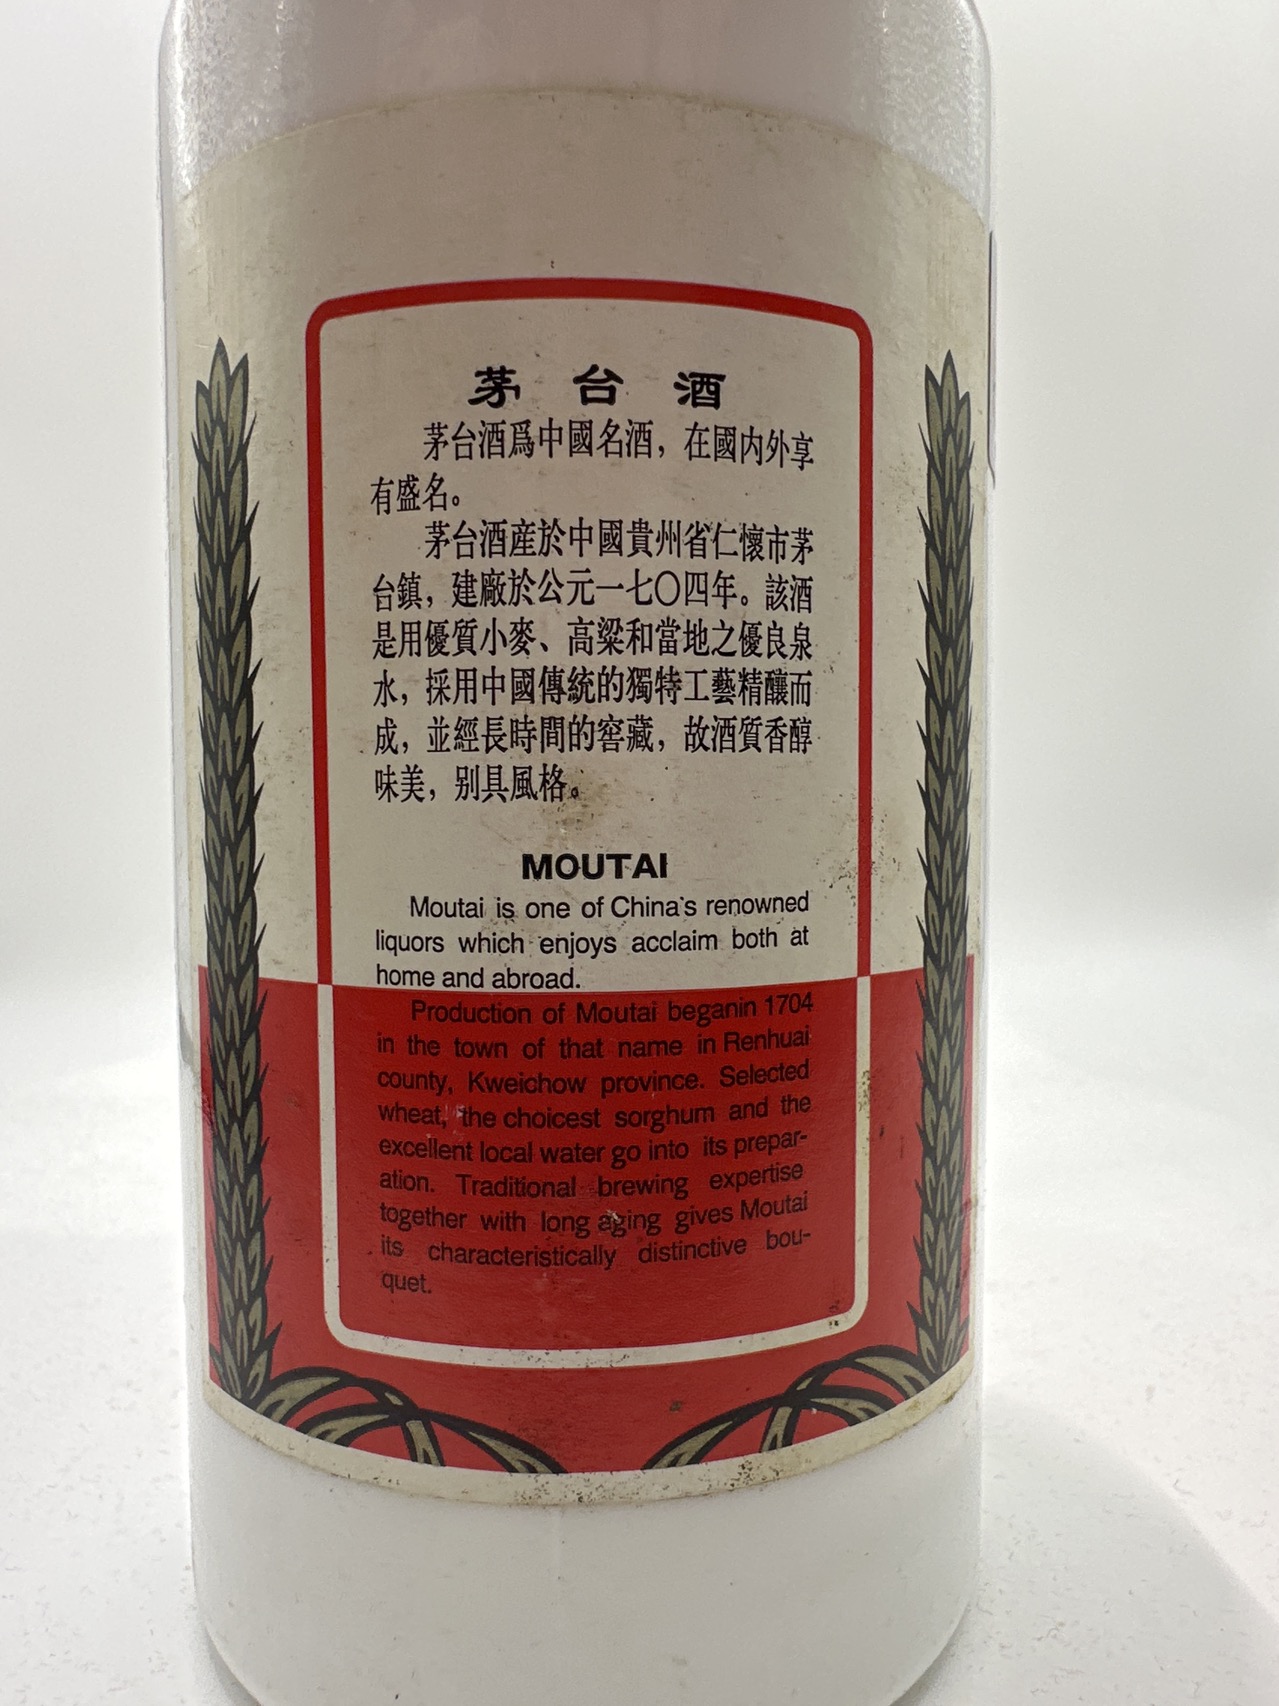 茅台酒
茅台酒爲中國名酒，在國内外享
有盛名。
茅台酒産於中國貴州省仁懷市茅
台鎮，建廠於公元一七〇四年。該酒
是用優質小麥、高粱和當地之優良泉
水，採用中國傳統的獨特工藝精釀而
成，並經長時間的窖藏，故酒質香醇
味美，别具風格。
MOUTAI
Moutai is one of China's renowned
liquors which enjoys acclaim both at
home and abroad.
Production of Moutai beganin 1704
in the town of that name in Renhuai
county, Kweichow province. Selected
wheat, the choicest sorghum and the
excellent local water go into its prepar-
ation. Traditional brewing expertise
together with long aging gives Moutai
its characteristically distinctive bou-
quet.